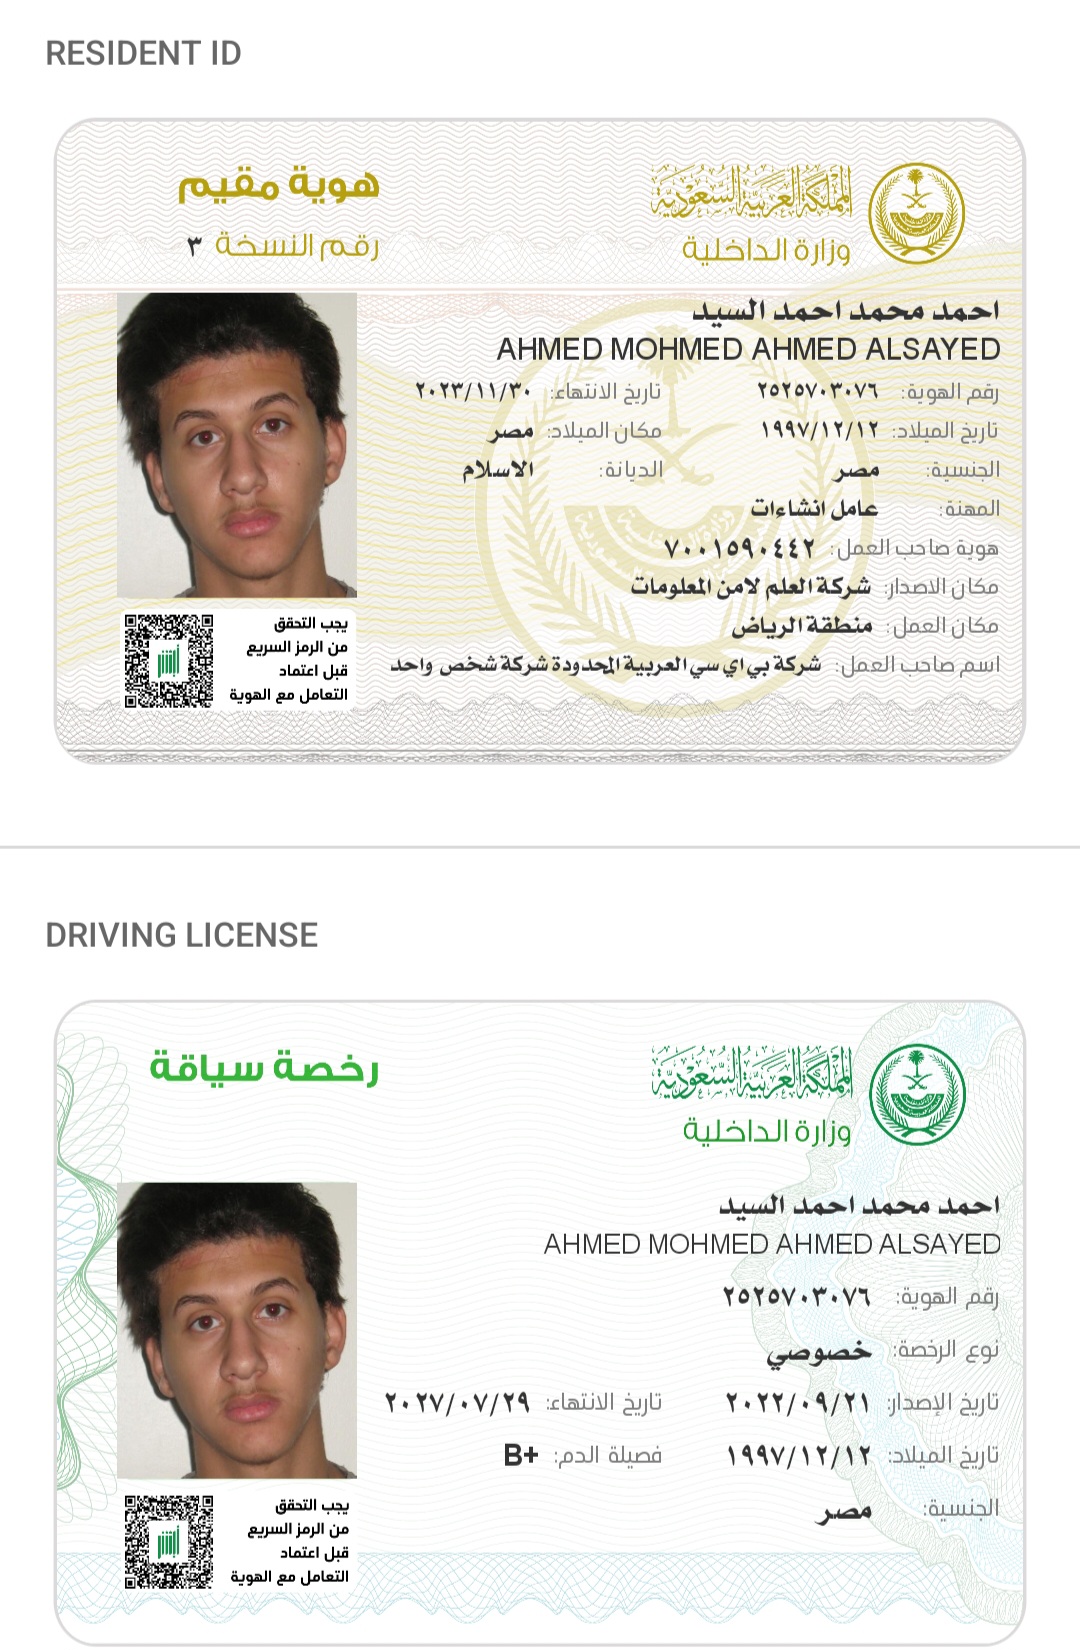 RESIDENT ID
المملكة العربية السعودية
هوية مقيم
وزارة الداخلية
رقم النسخة ٣
احمد محمد احمد السيد
AHMED MOHMED AHMED ALSAYED
رقم الهوية: ٢٥٢٥٧٠٣٠٧٦ تاريخ الانتهاء: ٢٠٢٣/١١/٣٠
تاريخ الميلاد: ١٩٩٧/١٢/١٢ مكان الميلاد: مصر
الجنسية: مصر الديانة: الاسلام
المهنة: عامل انشاءات
هوية صاحب العمل: ٧٠٠١٥٩٠٤٤٢
مكان الاصدار: شركة العلم لامن المعلومات
مكان العمل: منطقة الرياض
اسم صاحب العمل: شركة بي اي سي العربية المحدودة شركة شخص واحد
يجب التحقق
من الرمز السريع
قبل اعتماد
التعامل مع الهوية
DRIVING LICENSE
المملكة العربية السعودية
رخصة سياقة
وزارة الداخلية
احمد محمد احمد السيد
AHMED MOHMED AHMED ALSAYED
رقم الهوية: ٢٥٢٥٧٠٣٠٧٦
نوع الرخصة: خصوصي
تاريخ الإصدار: ٢٠٢٢/٠٩/٢١ تاريخ الانتهاء: ٢٠٢٧/٠٧/٢٩
تاريخ الميلاد: ١٩٩٧/١٢/١٢ فصيلة الدم: B+
الجنسية: مصر
يجب التحقق
من الرمز السريع
قبل اعتماد
التعامل مع الهوية